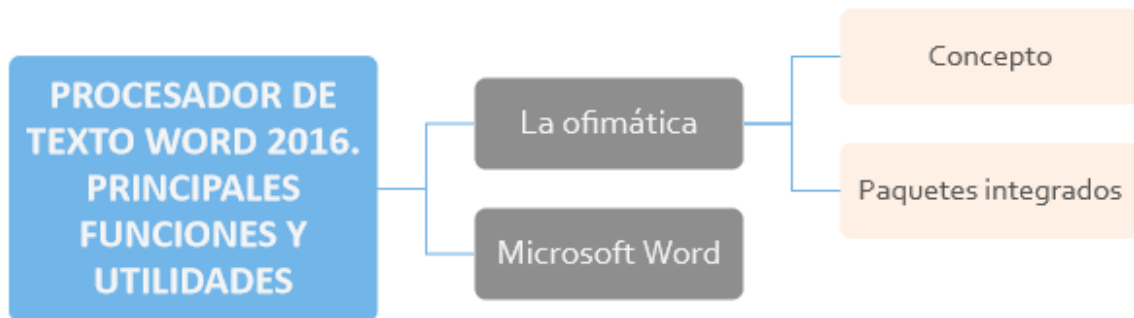 PROCESADOR DE
TEXTO WORD 2016.
PRINCIPALES
FUNCIONES Y
UTILIDADES
La ofimática
Concepto
Paquetes integrados
Microsoft Word